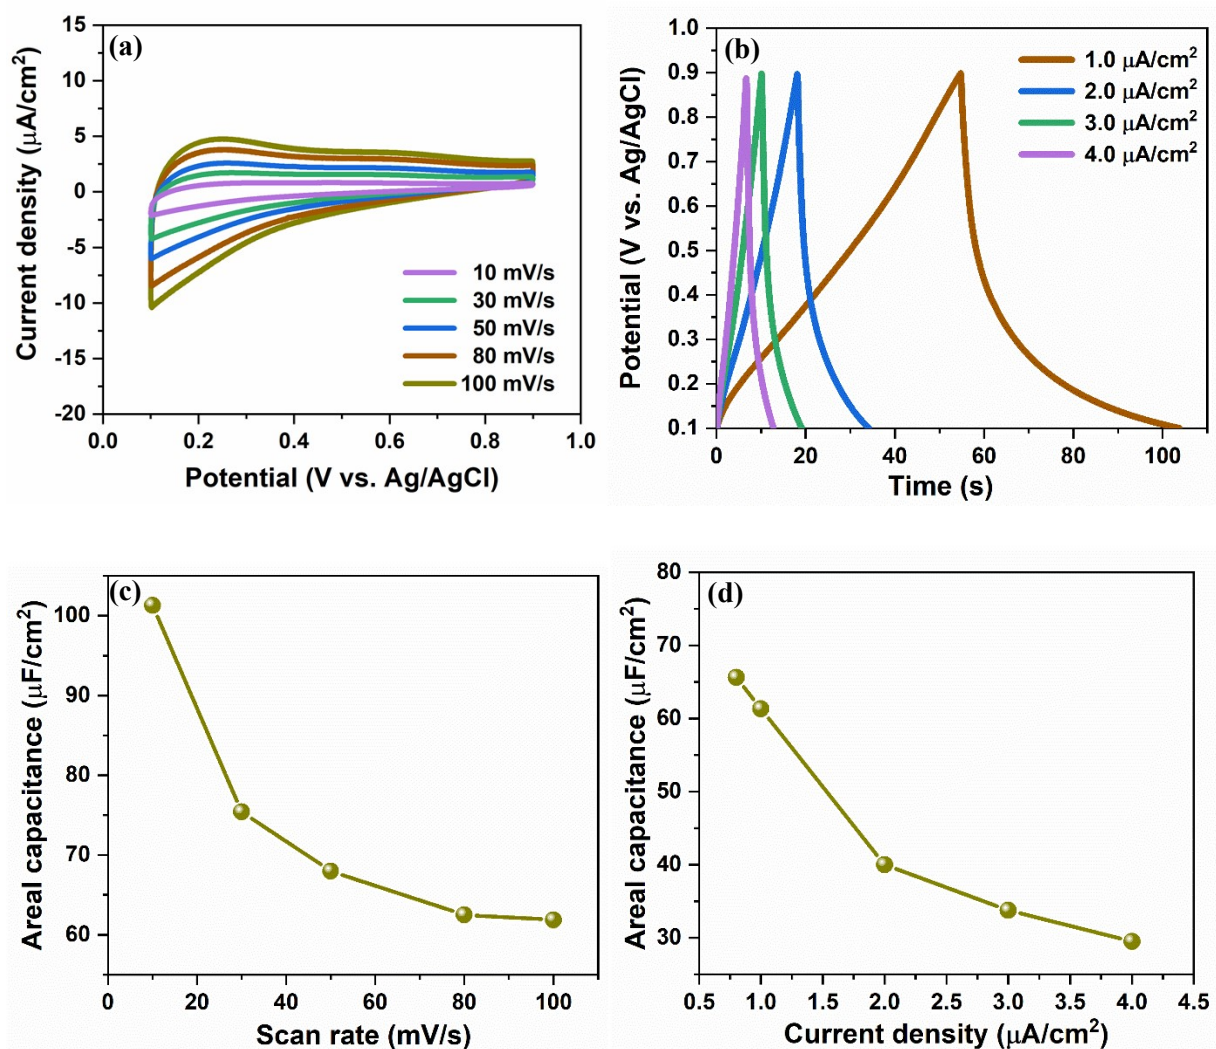 (a)
15
10
5
0
-5
-10
-15
-20
0.0 0.2 0.4 0.6 0.8 1.0
Current density (μA/cm²)
Potential (V vs. Ag/AgCl)
10 mV/s
30 mV/s
50 mV/s
80 mV/s
100 mV/s
(b)
1.0
0.9
0.8
0.7
0.6
0.5
0.4
0.3
0.2
0.1
0 20 40 60 80 100
Potential (V vs. Ag/AgCl)
Time (s)
1.0 μA/cm²
2.0 μA/cm²
3.0 μA/cm²
4.0 μA/cm²
(c)
100
90
80
70
60
0 20 40 60 80 100
Areal capacitance (μF/cm²)
Scan rate (mV/s)
(d)
80
70
60
50
40
30
0.5 1.0 1.5 2.0 2.5 3.0 3.5 4.0 4.5
Areal capacitance (μF/cm²)
Current density (μA/cm²)